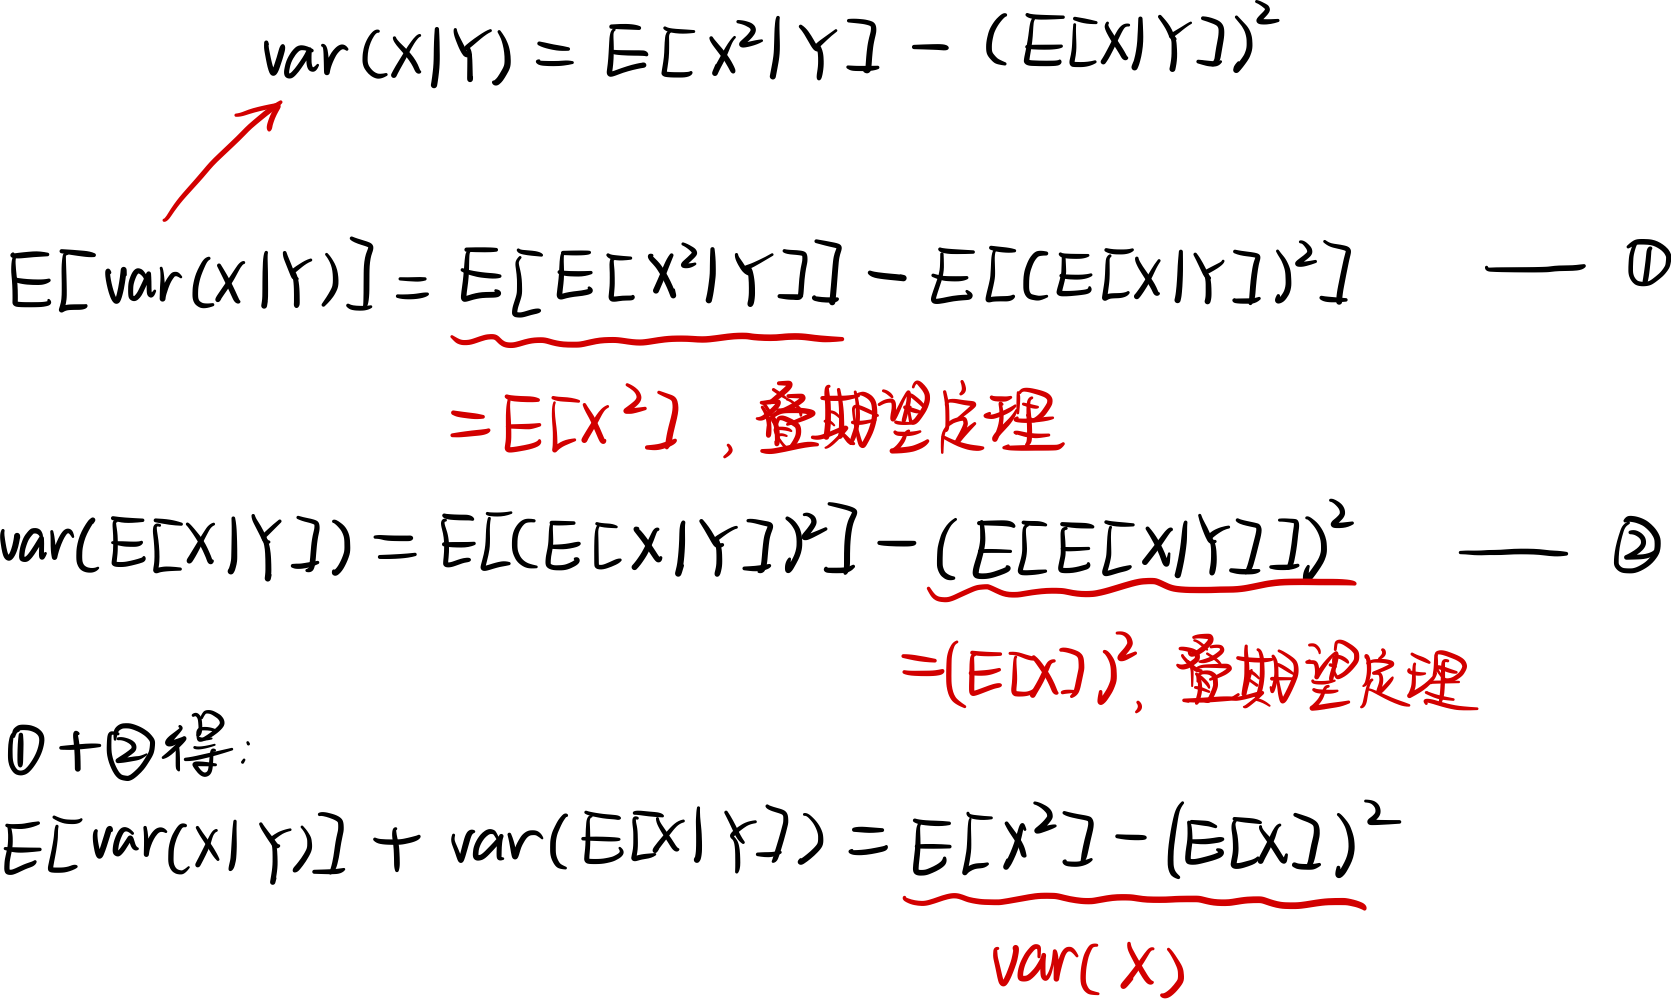 var(X|Y) = E[X²|Y] - (E[X|Y])²
E[var(X|Y)] = E[E[X²|Y]] - E[(E[X|Y])²] —— ①
=E[X²], 叠期望定理
var(E[X|Y]) = E[(E[X|Y])²] - (E[E[X|Y]])² —— ②
=(E[X])², 叠期望定理
①+②得:
E[var(X|Y)] + var(E[X|Y]) = E[X²] - (E[X])²
var(X)